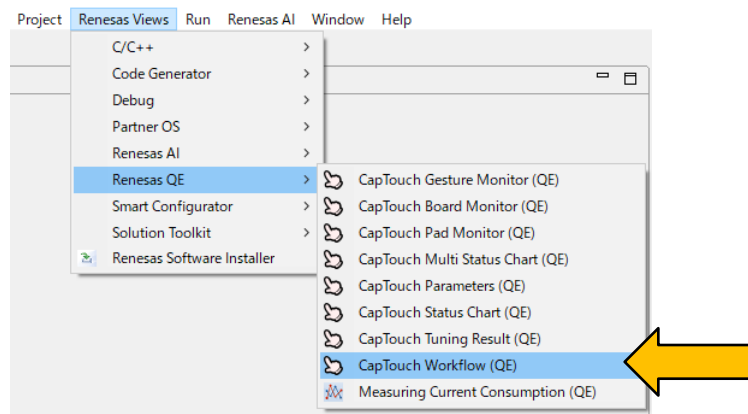 Project Renesas Views Run Renesas AI Window Help
C/C++
Code Generator
Debug
Partner OS
Renesas AI
Renesas QE
Smart Configurator
Solution Toolkit
Renesas Software Installer
CapTouch Gesture Monitor (QE)
CapTouch Board Monitor (QE)
CapTouch Pad Monitor (QE)
CapTouch Multi Status Chart (QE)
CapTouch Parameters (QE)
CapTouch Status Chart (QE)
CapTouch Tuning Result (QE)
CapTouch Workflow (QE)
Measuring Current Consumption (QE)